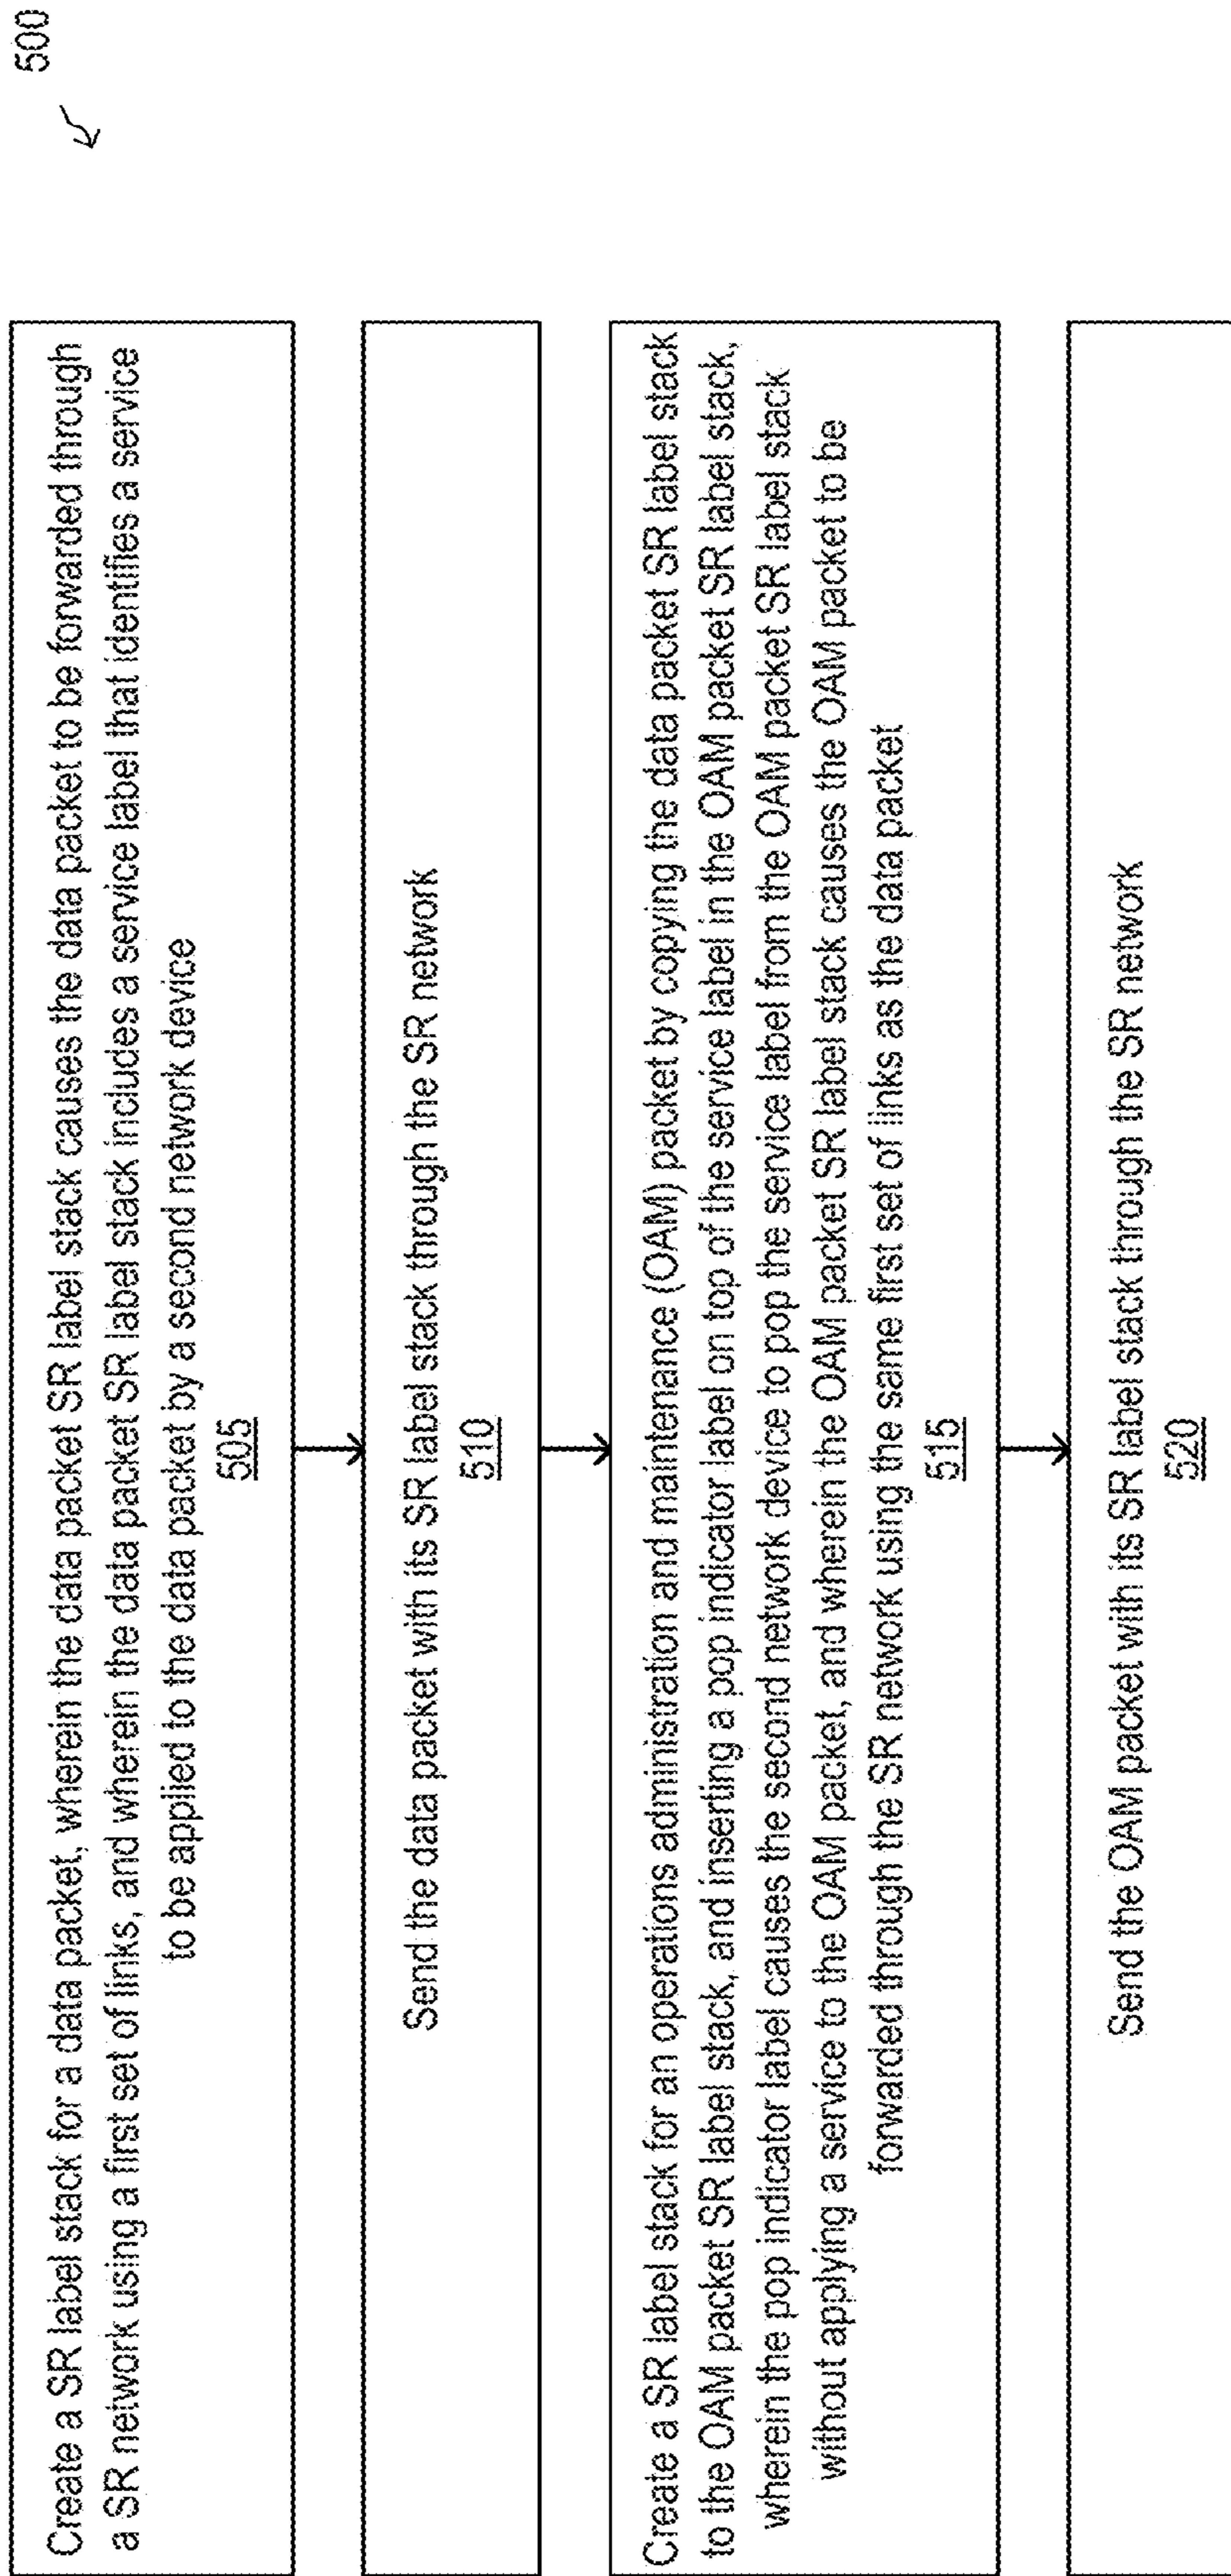 500
Create a SR label stack for a data packet, wherein the data packet SR label stack causes the data packet to be forwarded through
a SR network using a first set of links, and wherein the data packet SR label stack includes a service label that identifies a service
to be applied to the data packet by a second network device
505
Send the data packet with its SR label stack through the SR network
510
Create a SR label stack for an operations administration and maintenance (OAM) packet by copying the data packet SR label stack
to the OAM packet SR label stack, and inserting a pop indicator label on top of the service label in the OAM packet SR label stack,
wherein the pop indicator label causes the second network device to pop the service label from the OAM packet SR label stack
without applying a service to the OAM packet, and wherein the OAM packet SR label stack causes the OAM packet to be
forwarded through the SR network using the same first set of links as the data packet
515
Send the OAM packet with its SR label stack through the SR network
520